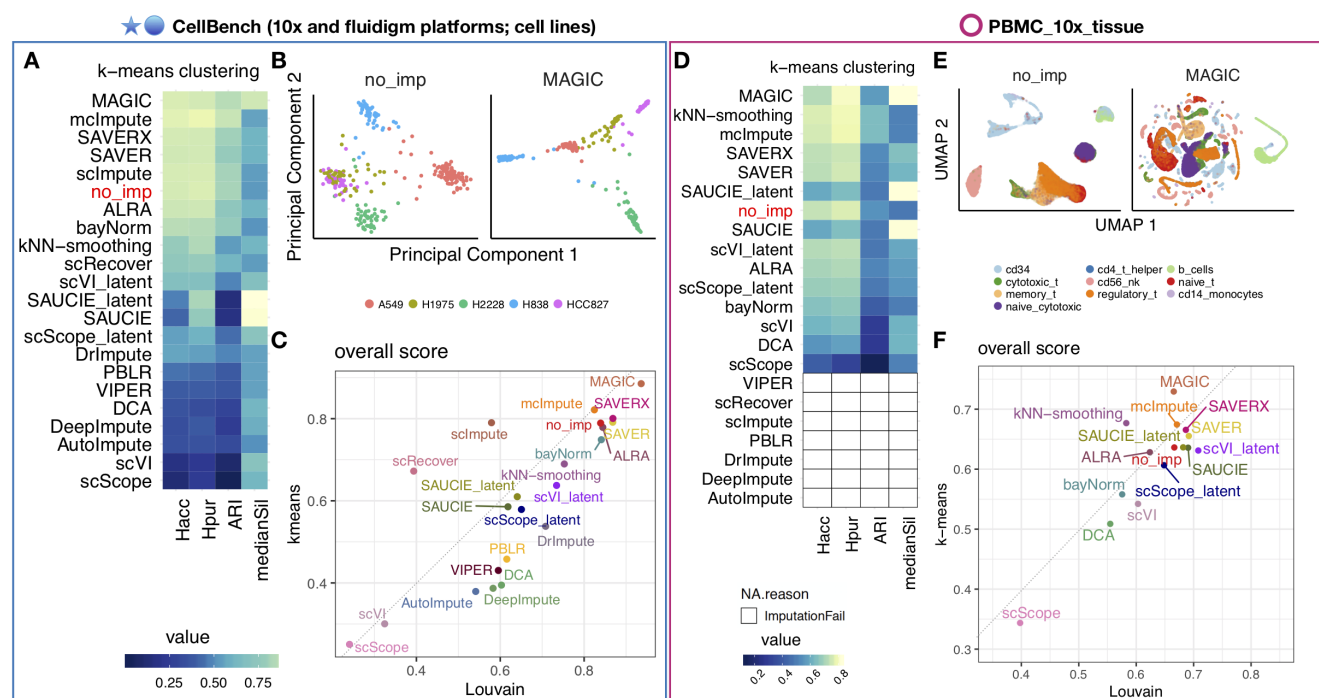 CellBench (10x and fluidigm platforms; cell lines)
PBMC_10x_tissue
A
k−means clustering
MAGIC
mcImpute
SAVERX
SAVER
scImpute
no_imp
ALRA
bayNorm
kNN−smoothing
scRecover
scVI_latent
SAUCIE_latent
SAUCIE
scScope_latent
DrImpute
PBLR
VIPER
DCA
DeepImpute
AutoImpute
scVI
scScope
Hacc
Hpur
ARI
medianSil
value
0.25 0.50 0.75
B
no_imp
MAGIC
Principal Component 2
Principal Component 1
A549 H1975 H2228 H838 HCC827
C
overall score
MAGIC
mcImpute
SAVERX
no_imp
SAVER
scImpute
bayNorm
ALRA
scRecover
kNN−smoothing
SAUCIE_latent
scVI_latent
SAUCIE
scScope_latent
DrImpute
PBLR
VIPER
DCA
AutoImpute
DeepImpute
scVI
scScope
0.8
0.6
0.4
kmeans
0.4 0.6 0.8
Louvain
D
k−means clustering
MAGIC
kNN−smoothing
mcImpute
SAVERX
SAVER
SAUCIE_latent
no_imp
SAUCIE
scVI_latent
ALRA
scScope_latent
bayNorm
scVI
DCA
scScope
VIPER
scRecover
scImpute
PBLR
DrImpute
DeepImpute
AutoImpute
Hacc
Hpur
ARI
medianSil
NA.reason
ImputationFail
value
0.2 0.4 0.6 0.8
E
no_imp
MAGIC
UMAP 2
UMAP 1
cd34 cd4_t_helper b_cells
cytotoxic_t cd56_nk naive_t
memory_t regulatory_t cd14_monocytes
naive_cytotoxic
F
overall score
MAGIC
kNN−smoothing
mcImpute
SAVERX
SAUCIE_latent
SAVER
scVI_latent
ALRA
no_imp
SAUCIE
bayNorm
scScope_latent
scVI
DCA
scScope
0.7
0.6
0.5
0.4
0.3
k−means
0.4 0.5 0.6 0.7 0.8
Louvain